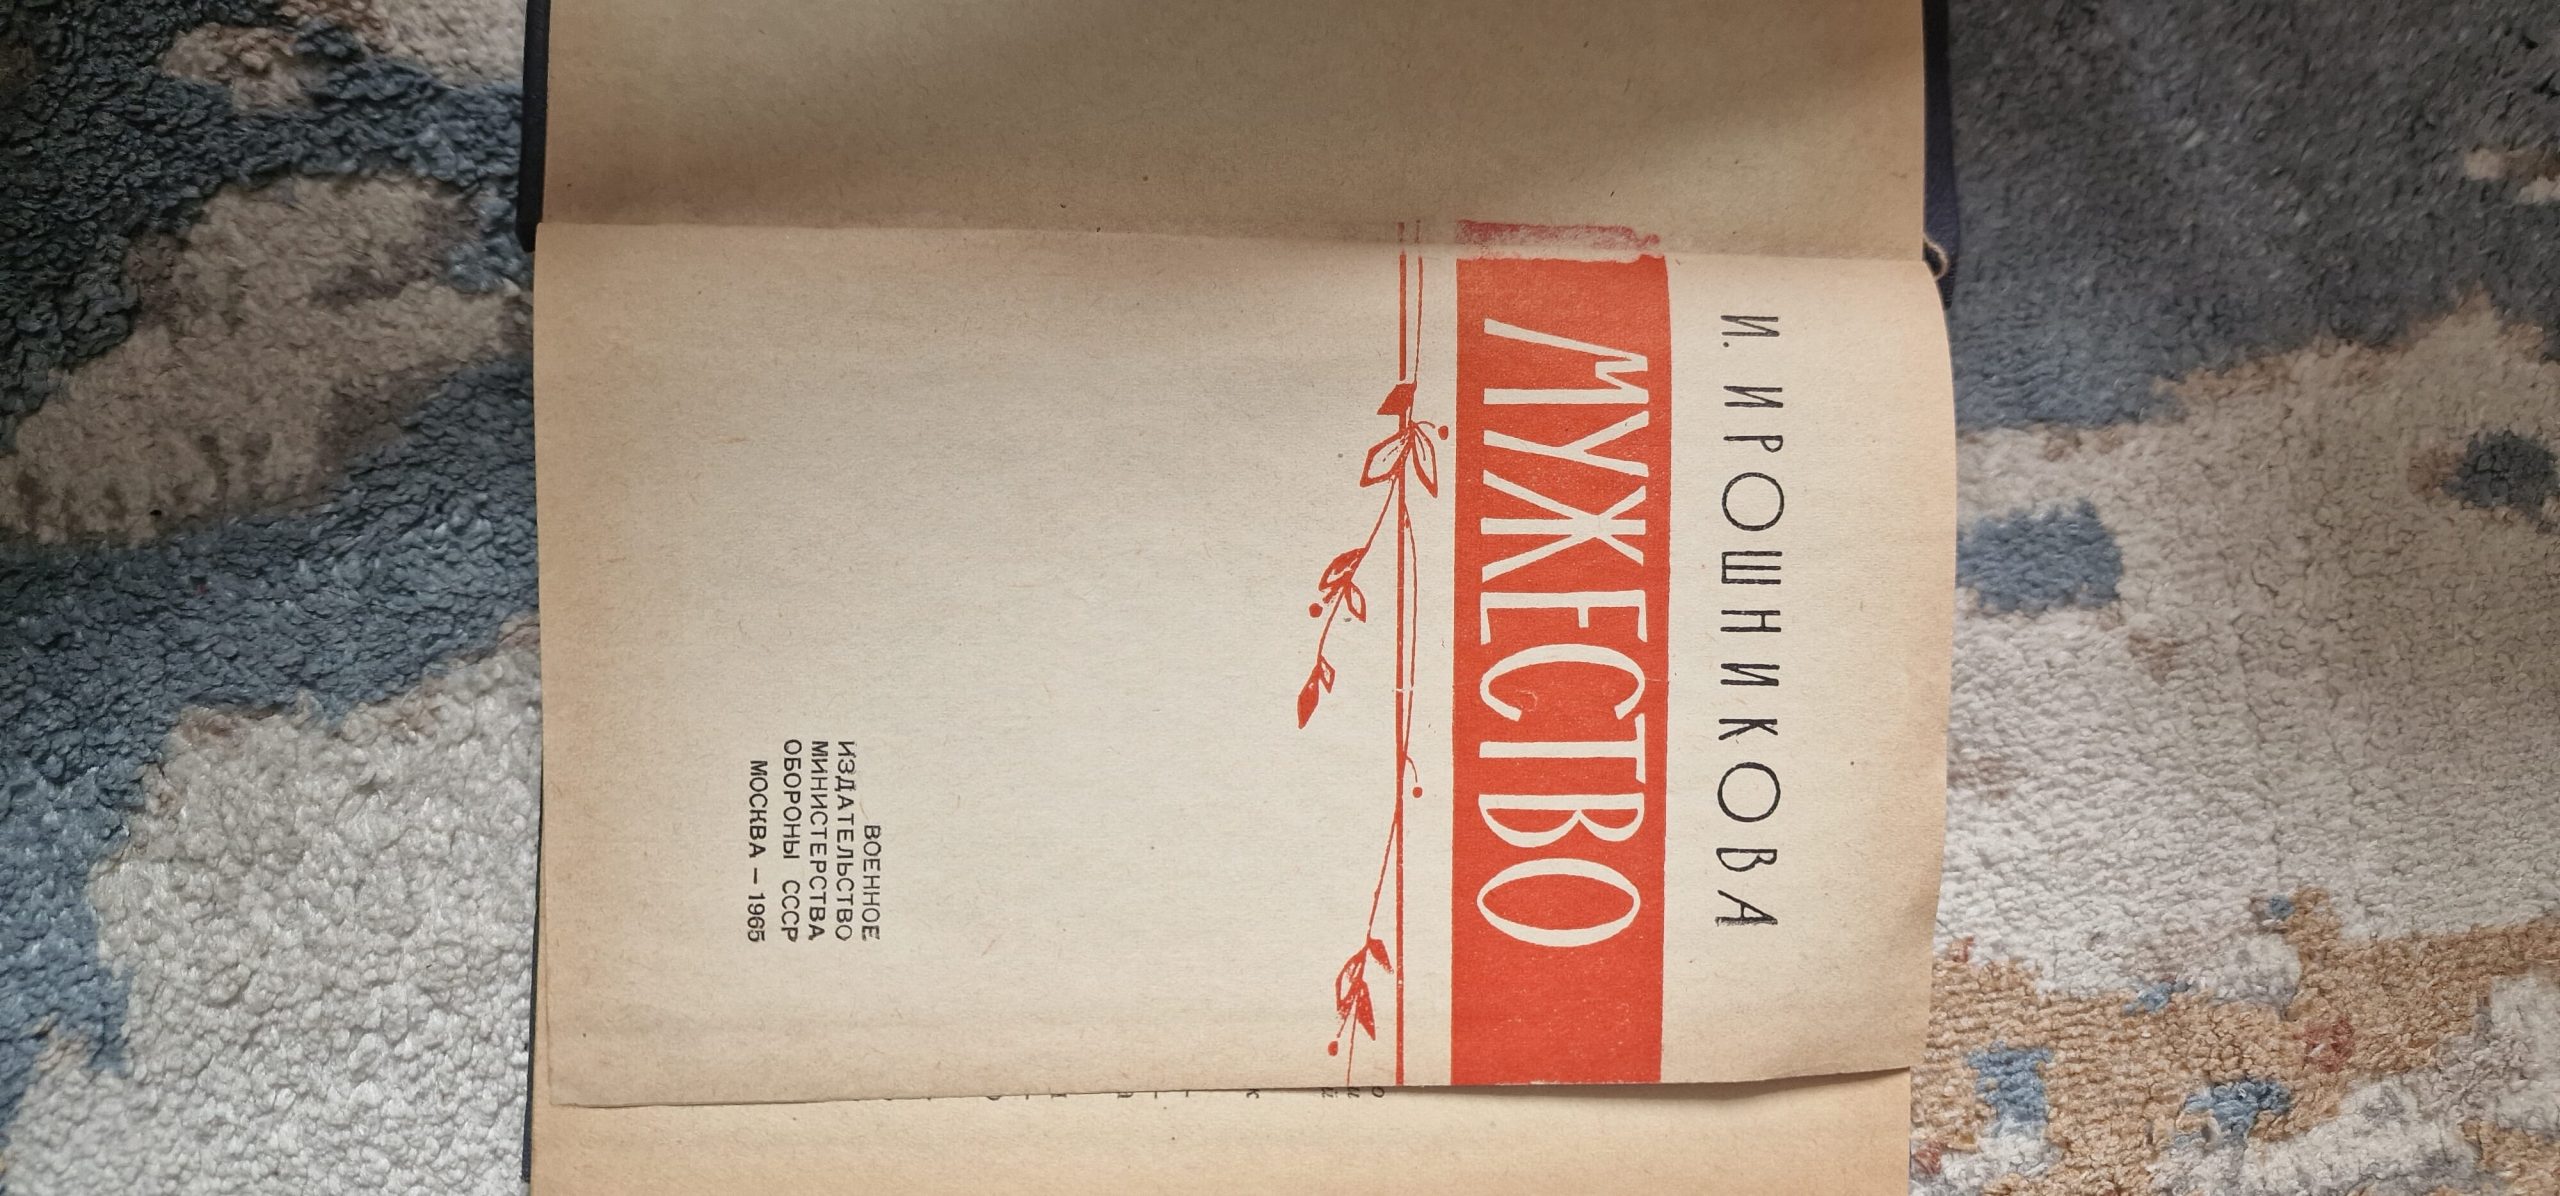 И. ИРОШНИКОВА
МУЖЕСТВО
ВОЕННОЕ
ИЗДАТЕЛЬСТВО
МИНИСТЕРСТВА
ОБОРОНЫ СССР
МОСКВА — 1965